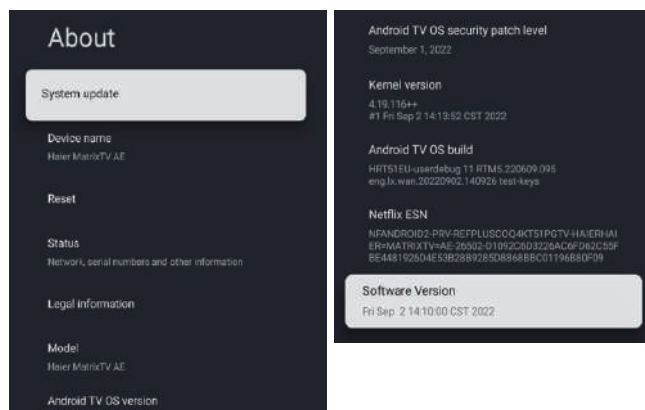 About
System update
Device name
Haier MatrixTV AE
Reset
Status
Network, serial numbers and other information
Legal information
Model
Haier MatrixTV AE
Android TV OS version
Android TV OS security patch level
September 1, 2022
Kernel version
4.19.116++
#1 Fri Sep 2 14:13:52 CST 2022
Android TV OS build
HRT51EU-userdebug 11 RTM5.220609.095
eng.lx.wan.20220902.140926 test-keys
Netflix ESN
Software Version
Fri Sep 2 14:10:00 CST 2022